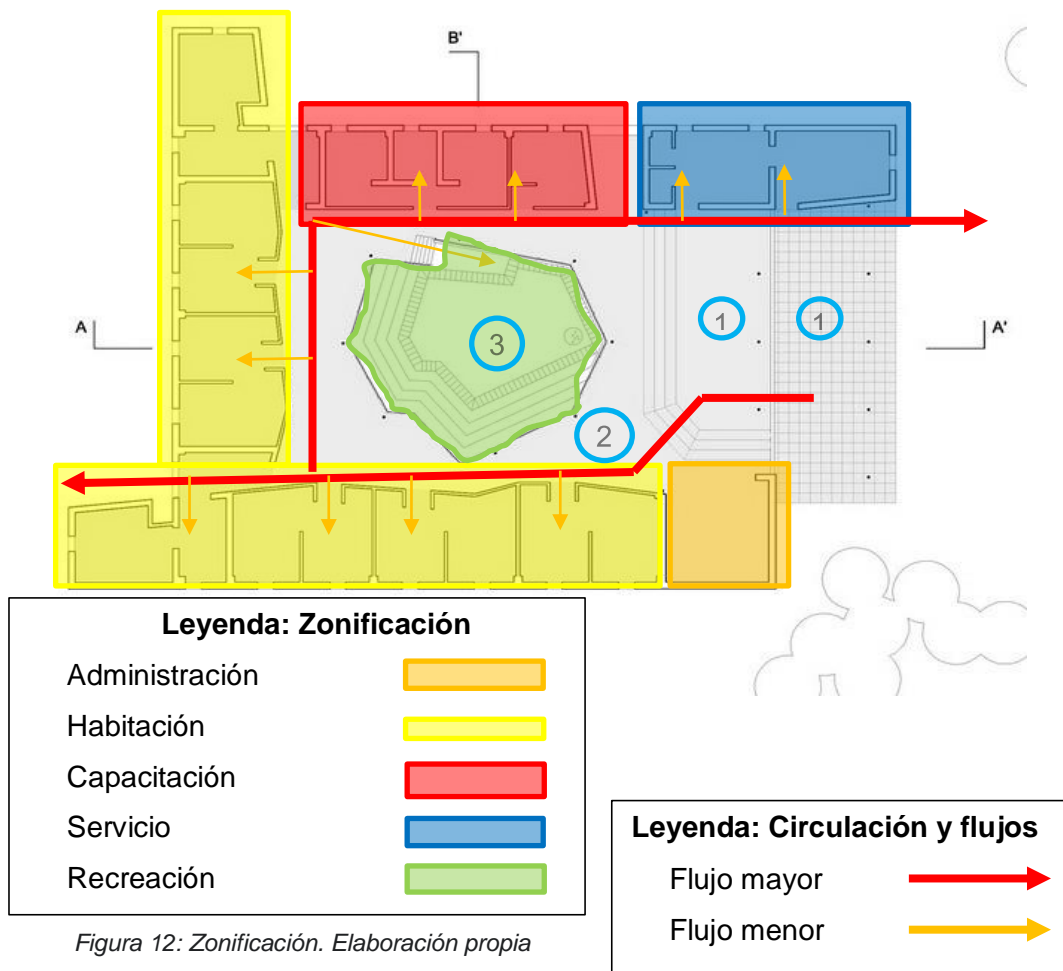 B'
A
A'
1
1
3
2
Leyenda: Zonificación
Administración
Habitación
Capacitación
Servicio
Recreación
Figura 12: Zonificación. Elaboración propia
Leyenda: Circulación y flujos
Flujo mayor
Flujo menor